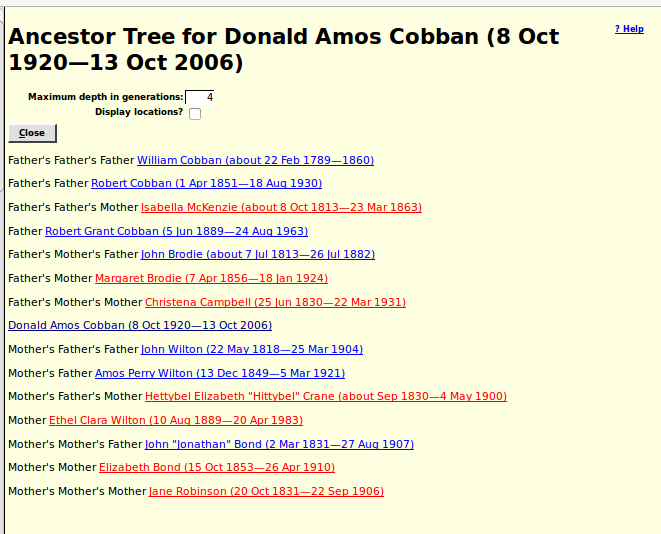 Ancestor Tree for Donald Amos Cobban (8 Oct
1920—13 Oct 2006)
? Help
Maximum depth in generations: 4
Display locations?
Close
Father's Father's Father William Cobban (about 22 Feb 1789—1860)
Father's Father Robert Cobban (1 Apr 1851—18 Aug 1930)
Father's Father's Mother Isabella McKenzie (about 8 Oct 1813—23 Mar 1863)
Father Robert Grant Cobban (5 Jun 1889—24 Aug 1963)
Father's Mother's Father John Brodie (about 7 Jul 1813—26 Jul 1882)
Father's Mother Margaret Brodie (7 Apr 1856—18 Jan 1924)
Father's Mother's Mother Christena Campbell (25 Jun 1830—22 Mar 1931)
Donald Amos Cobban (8 Oct 1920—13 Oct 2006)
Mother's Father's Father John Wilton (22 May 1818—25 Mar 1904)
Mother's Father Amos Perry Wilton (13 Dec 1849—5 Mar 1921)
Mother's Father's Mother Hettybel Elizabeth "Hittybel" Crane (about Sep 1830—4 May 1900)
Mother Ethel Clara Wilton (10 Aug 1889—20 Apr 1983)
Mother's Mother's Father John "Jonathan" Bond (2 Mar 1831—27 Aug 1907)
Mother's Mother Elizabeth Bond (15 Oct 1853—26 Apr 1910)
Mother's Mother's Mother Jane Robinson (20 Oct 1831—22 Sep 1906)